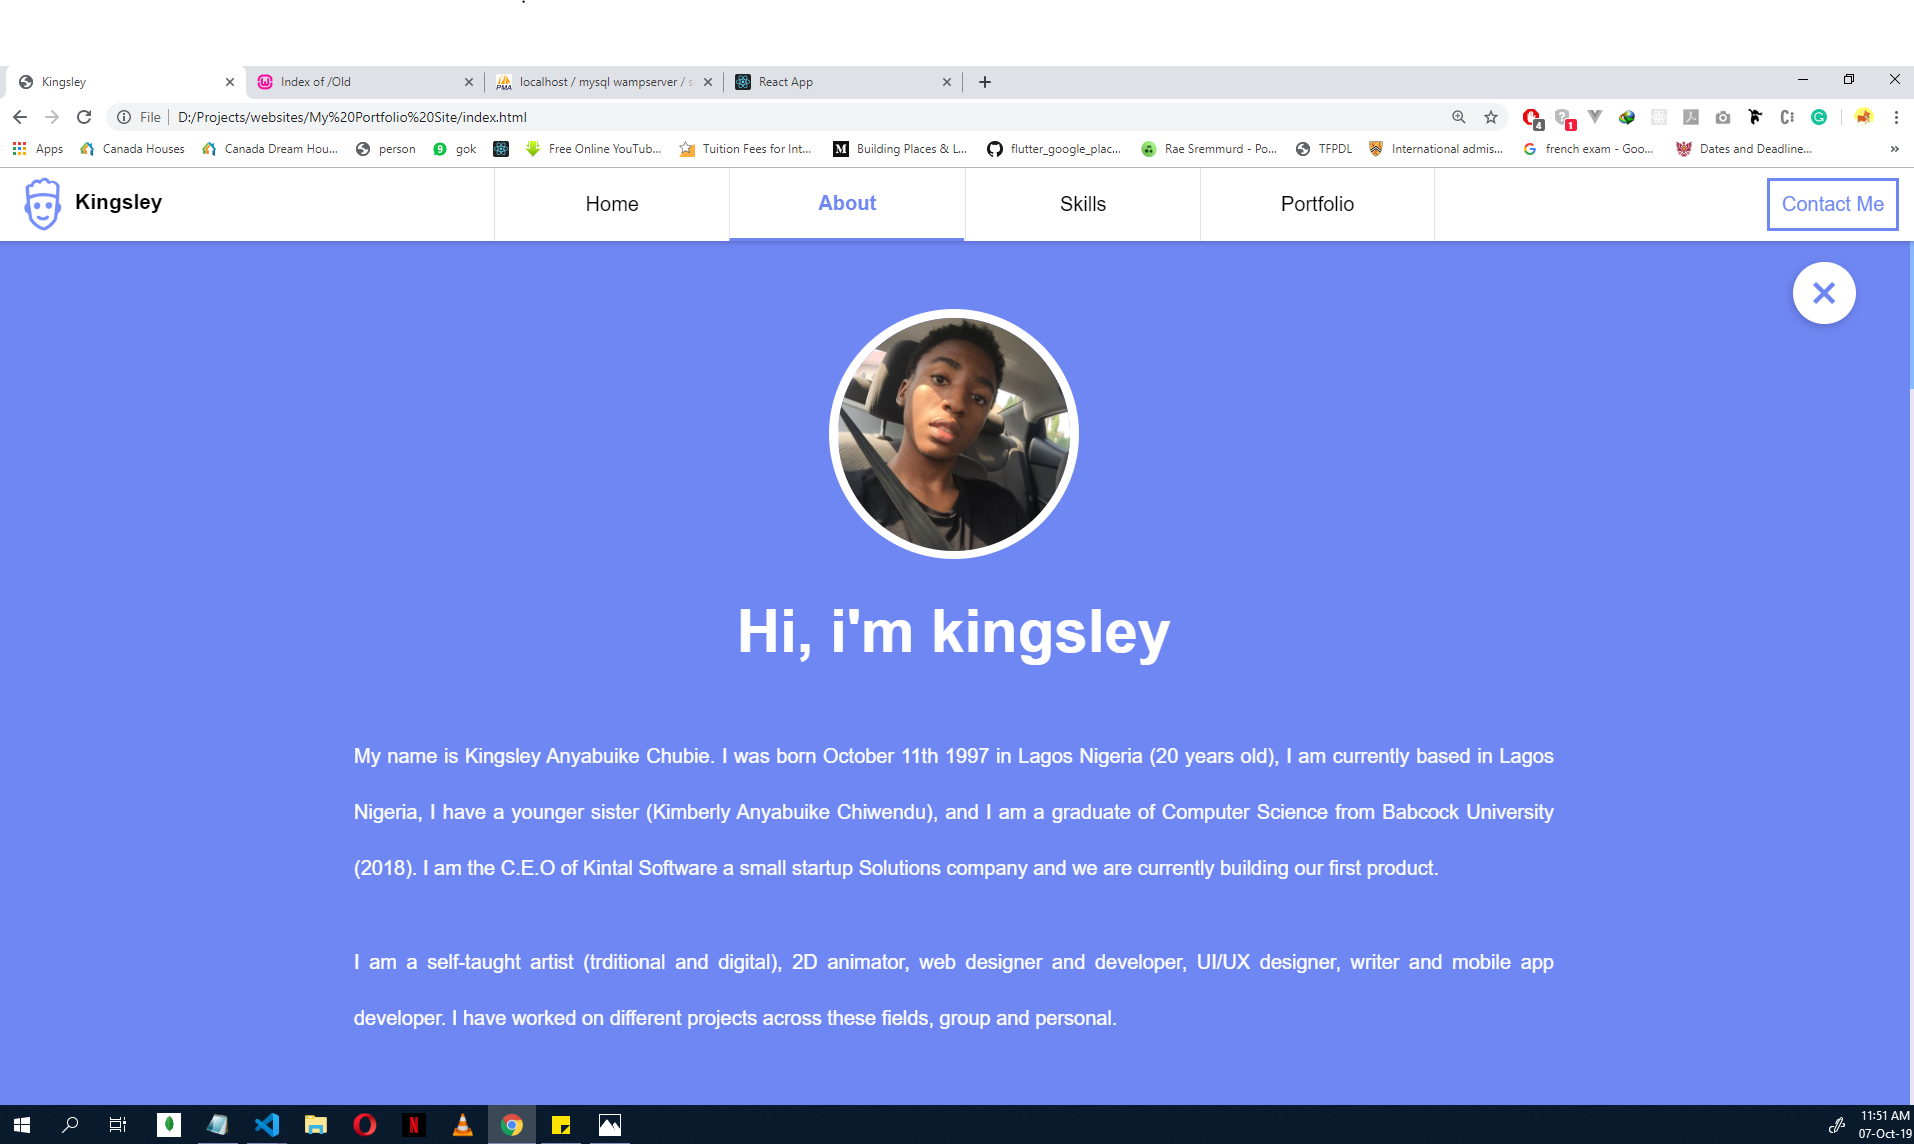 Kingsley
Index of /Old
localhost / mysql wampserver / s
React App
File
D:/Projects/websites/My%20Portfolio%20Site/index.html
4
1
Apps
Canada Houses
Canada Dream Hou...
person
gok
Free Online YouTub...
Tuition Fees for Int...
Building Places & L...
flutter_google_plac...
Rae Sremmurd - Po...
TFPDL
International admis...
french exam - Goo...
Dates and Deadline...
»
Kingsley
Home
About
Skills
Portfolio
Contact Me
Hi, i'm kingsley
My name is Kingsley Anyabuike Chubie. I was born October 11th 1997 in Lagos Nigeria (20 years old), I am currently based in Lagos
Nigeria, I have a younger sister (Kimberly Anyabuike Chiwendu), and I am a graduate of Computer Science from Babcock University
(2018). I am the C.E.O of Kintal Software a small startup Solutions company and we are currently building our first product.
I am a self-taught artist (trditional and digital), 2D animator, web designer and developer, UI/UX designer, writer and mobile app
developer. I have worked on different projects across these fields, group and personal.
11:51 AM
07-Oct-19